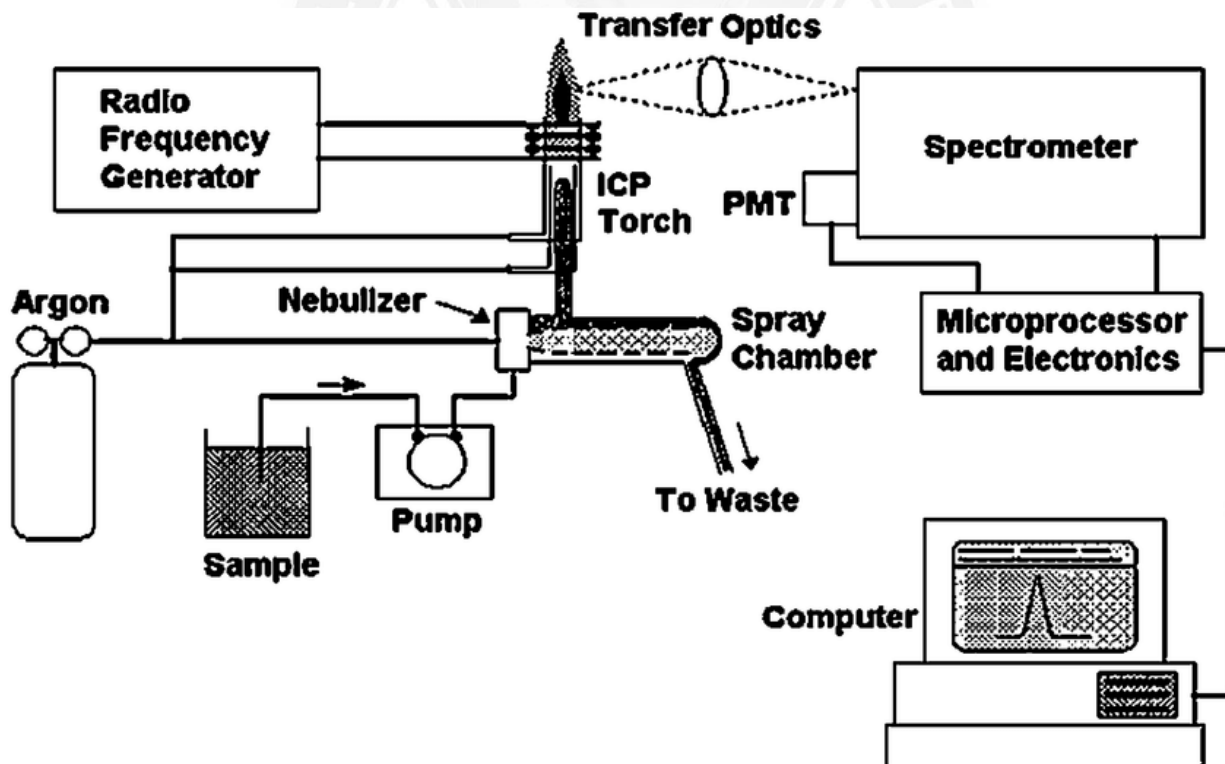 Transfer Optics
Radio
Frequency
Generator
Spectrometer
ICP
Torch
PMT
Argon
Nebulizer
Spray
Chamber
Microprocessor
and Electronics
To Waste
Pump
Sample
Computer